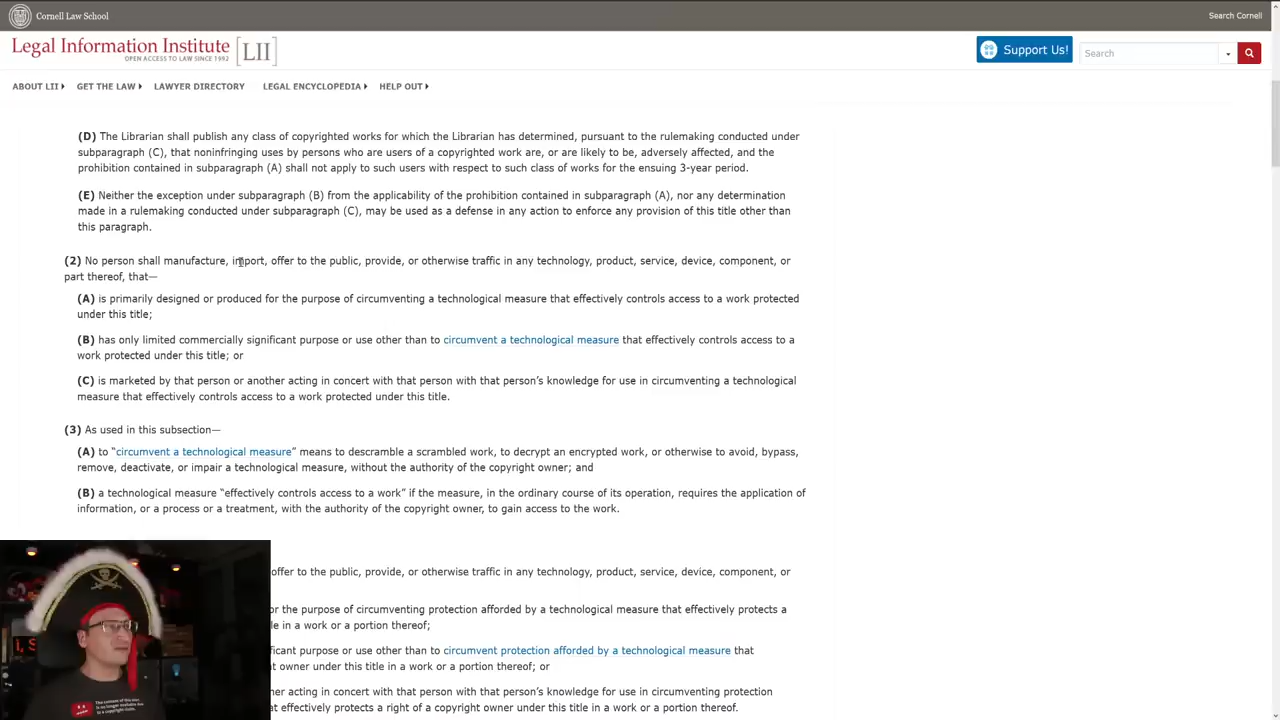 Cornell Law School
Search Cornell
Legal Information Institute [LII]
OPEN ACCESS TO LAW SINCE 1992
Support Us!
Search
ABOUT LII
GET THE LAW
LAWYER DIRECTORY
LEGAL ENCYCLOPEDIA
HELP OUT
(D) The Librarian shall publish any class of copyrighted works for which the Librarian has determined, pursuant to the rulemaking conducted under
subparagraph (C), that noninfringing uses by persons who are users of a copyrighted work are, or are likely to be, adversely affected, and the
prohibition contained in subparagraph (A) shall not apply to such users with respect to such class of works for the ensuing 3-year period.
(E) Neither the exception under subparagraph (B) from the applicability of the prohibition contained in subparagraph (A), nor any determination
made in a rulemaking conducted under subparagraph (C), may be used as a defense in any action to enforce any provision of this title other than
this paragraph.
(2) No person shall manufacture, import, offer to the public, provide, or otherwise traffic in any technology, product, service, device, component, or
part thereof, that—
(A) is primarily designed or produced for the purpose of circumventing a technological measure that effectively controls access to a work protected
under this title;
(B) has only limited commercially significant purpose or use other than to circumvent a technological measure that effectively controls access to a
work protected under this title; or
(C) is marketed by that person or another acting in concert with that person with that person's knowledge for use in circumventing a technological
measure that effectively controls access to a work protected under this title.
(3) As used in this subsection—
(A) to “circumvent a technological measure” means to descramble a scrambled work, to decrypt an encrypted work, or otherwise to avoid, bypass,
remove, deactivate, or impair a technological measure, without the authority of the copyright owner; and
(B) a technological measure “effectively controls access to a work” if the measure, in the ordinary course of its operation, requires the application of
information, or a process or a treatment, with the authority of the copyright owner, to gain access to the work.
offer to the public, provide, or otherwise traffic in any technology, product, service, device, component, or
or the purpose of circumventing protection afforded by a technological measure that effectively protects a
le in a work or a portion thereof;
ficant purpose or use other than to circumvent protection afforded by a technological measure that
t owner under this title in a work or a portion thereof; or
her acting in concert with that person with that person's knowledge for use in circumventing protection
at effectively protects a right of a copyright owner under this title in a work or a portion thereof.